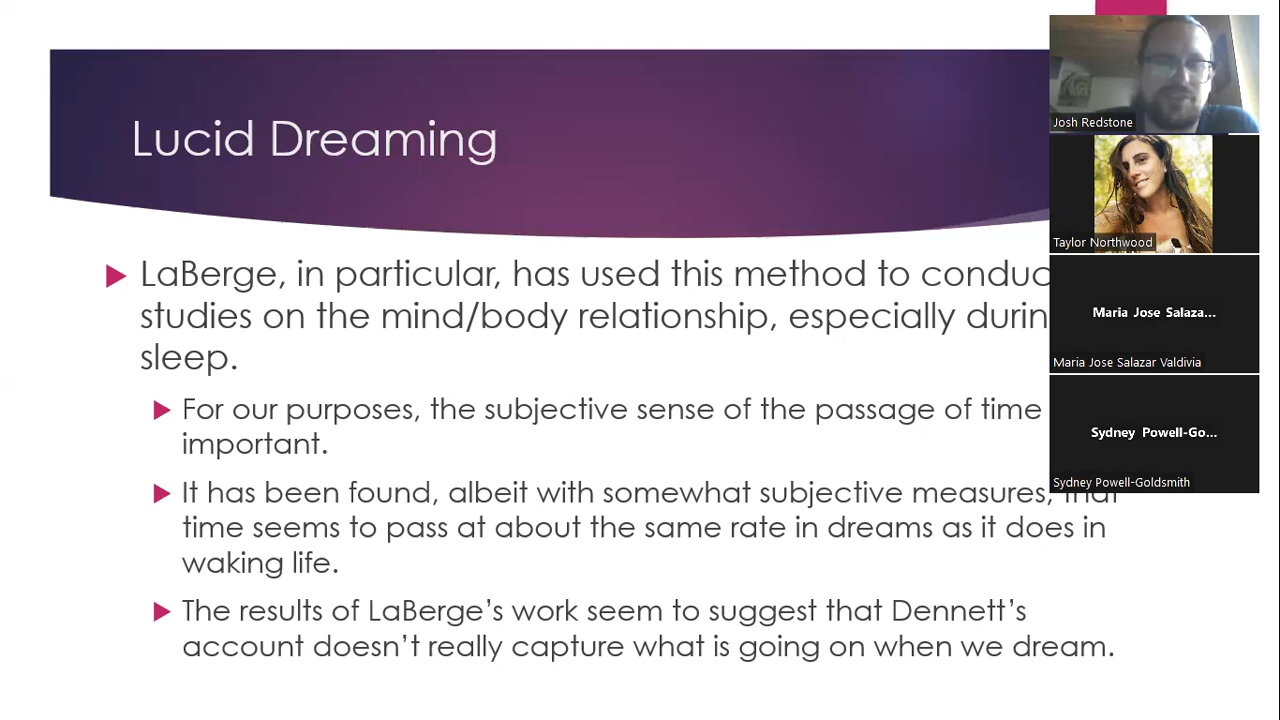 Lucid Dreaming
LaBerge, in particular, has used this method to
studies on the mind/body relationship, especially
sleep.
For our purposes, the subjective sense of the passage of time
important.
It has been found, albeit with somewhat subjective measures, that
time seems to pass at about the same rate in dreams as it does in
waking life.
The results of LaBerge’s work seem to suggest that Dennett’s
account doesn’t really capture what is going on when we dream.
Josh Redstone
Taylor Northwood
Maria Jose Salaza...
Maria Jose Salazar Valdivia
Sydney Powell-Go...
Sydney Powell-Goldsmith